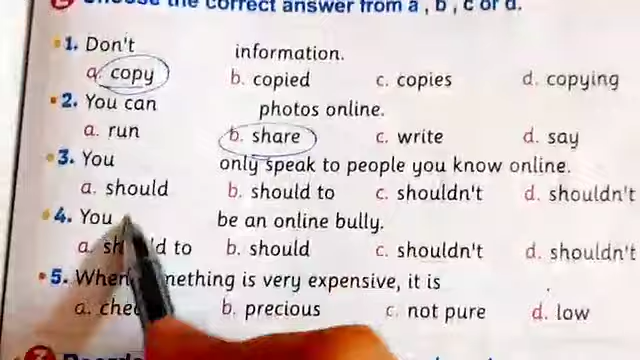 the correct answer from a , b , c or d.
1. Don't information.
a. copy b. copied c. copies d. copying
2. You can photos online.
a. run b. share c. write d. say
3. You only speak to people you know online.
a. should b. should to c. shouldn't d. shouldn't
4. You be an online bully.
a. to b. should c. shouldn't d. shouldn't
5. When is very expensive, it is .
a. b. precious c. not pure d. low